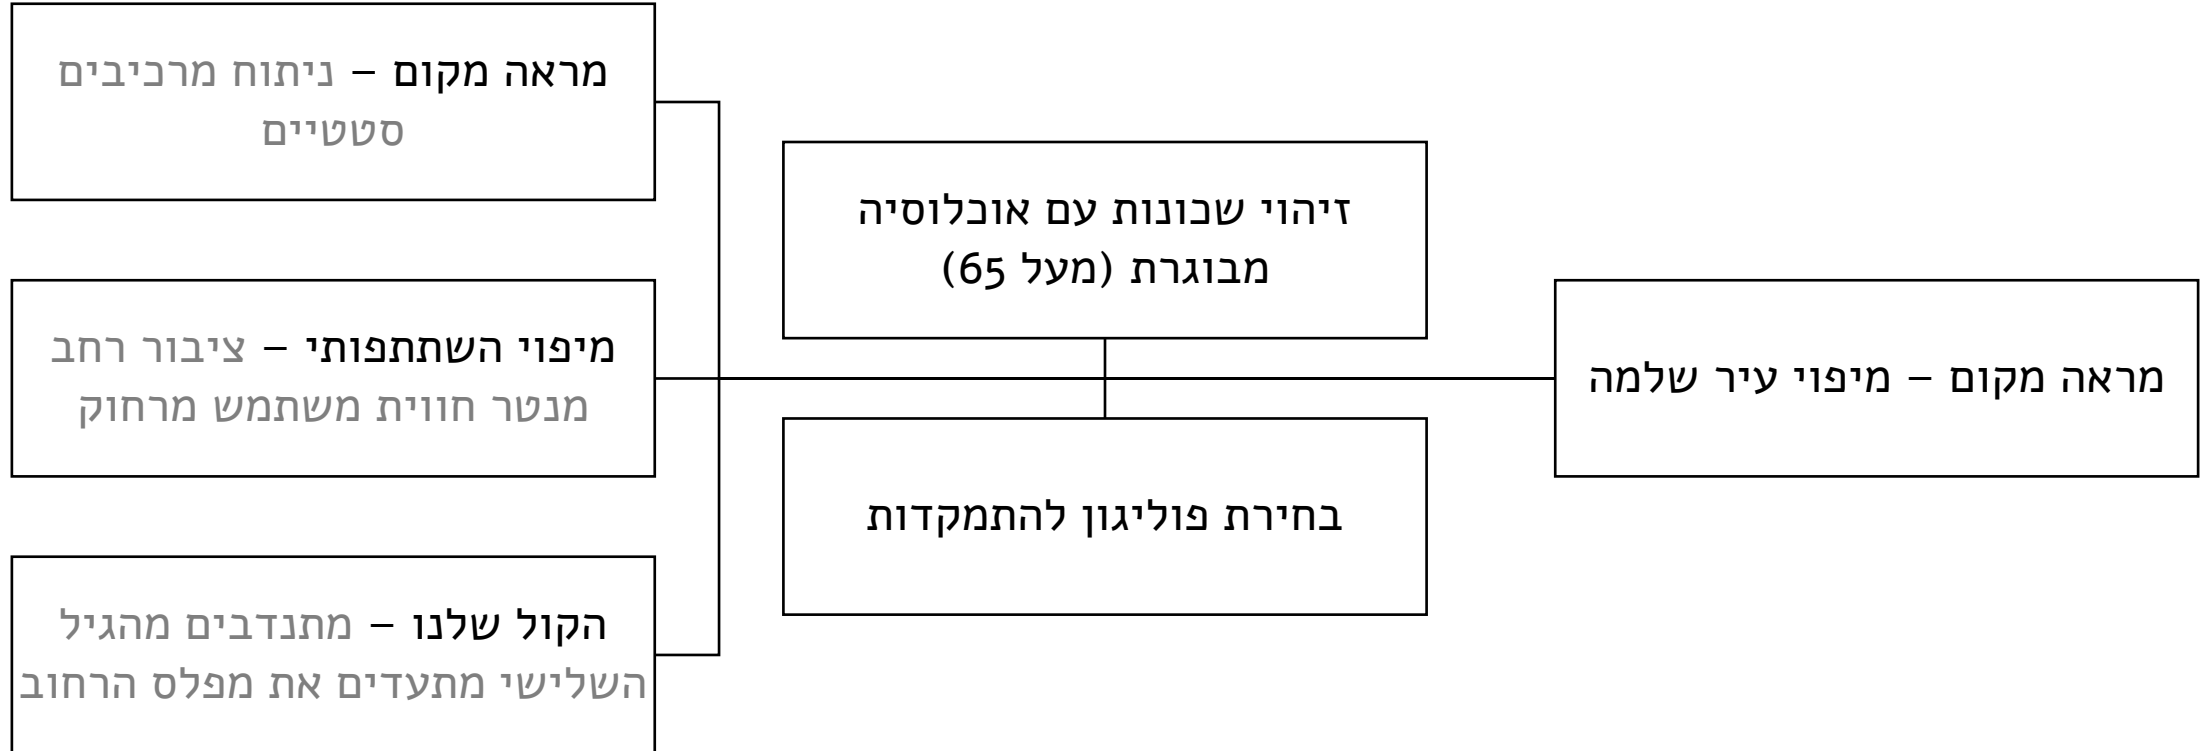 מראה מקום – מיפוי עיר שלמה
זיהוי שכונות עם אוכלוסיה
מבוגרת (מעל 65)
בחירת פוליגון להתמקדות
מראה מקום – ניתוח מרכיבים
סטטיים
מיפוי השתתפותי – ציבור רחב
מנטר חווית משתמש מרחוק
הקול שלנו – מתנדבים מהגיל
השלישי מתעדים את מפלס הרחוב